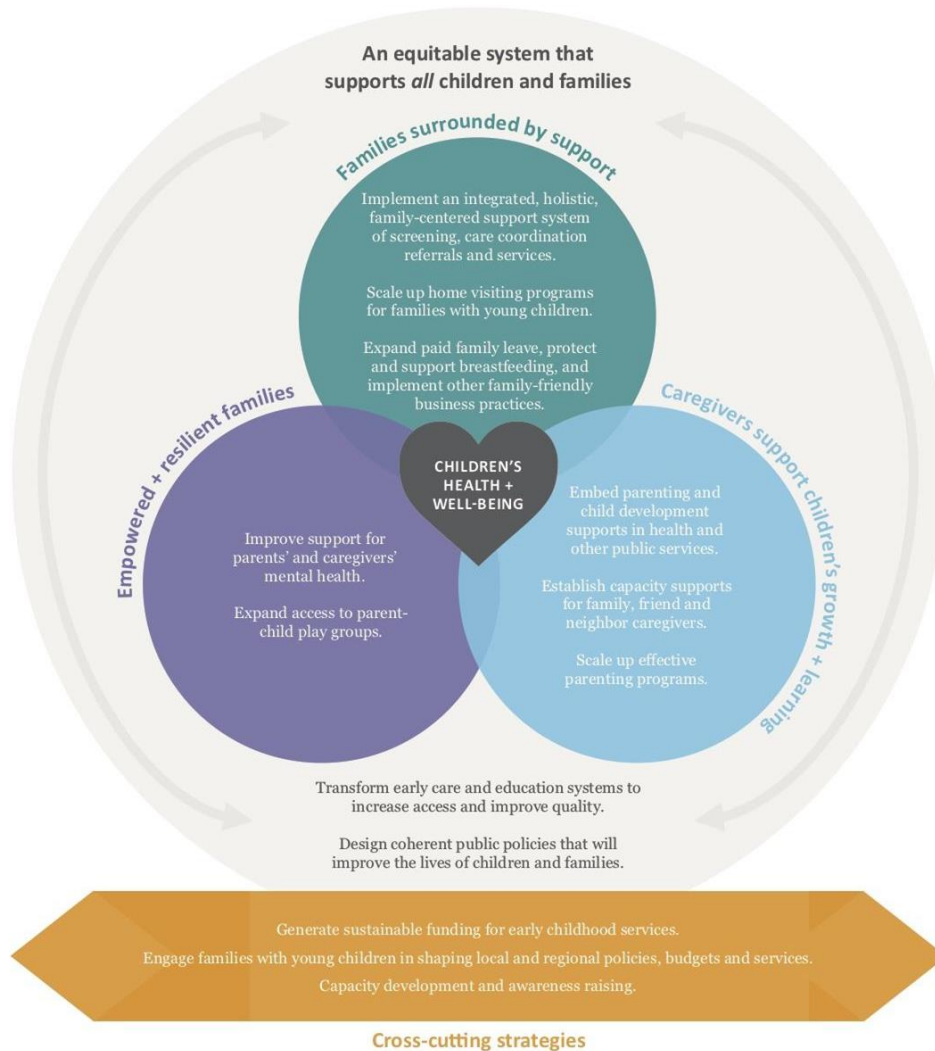 An equitable system that
supports all children and families
Families surrounded by support
Implement an integrated, holistic,
family-centered support system
of screening, care coordination
referrals and services.
Scale up home visiting programs
for families with young children.
Expand paid family leave, protect
and support breastfeeding, and
implement other family-friendly
business practices.
Empowered + resilient families
Improve support for
parents’ and caregivers’
mental health.
Expand access to parent-
child play groups.
CHILDREN’S
HEALTH +
WELL-BEING
Caregivers support children’s growth + learning
Embed parenting and
child development
supports in health and
other public services.
Establish capacity supports
for family, friend and
neighbor caregivers.
Scale up effective
parenting programs.
Transform early care and education systems to
increase access and improve quality.
Design coherent public policies that will
improve the lives of children and families.
Generate sustainable funding for early childhood services.
Engage families with young children in shaping local and regional policies, budgets and services.
Capacity development and awareness raising.
Cross-cutting strategies